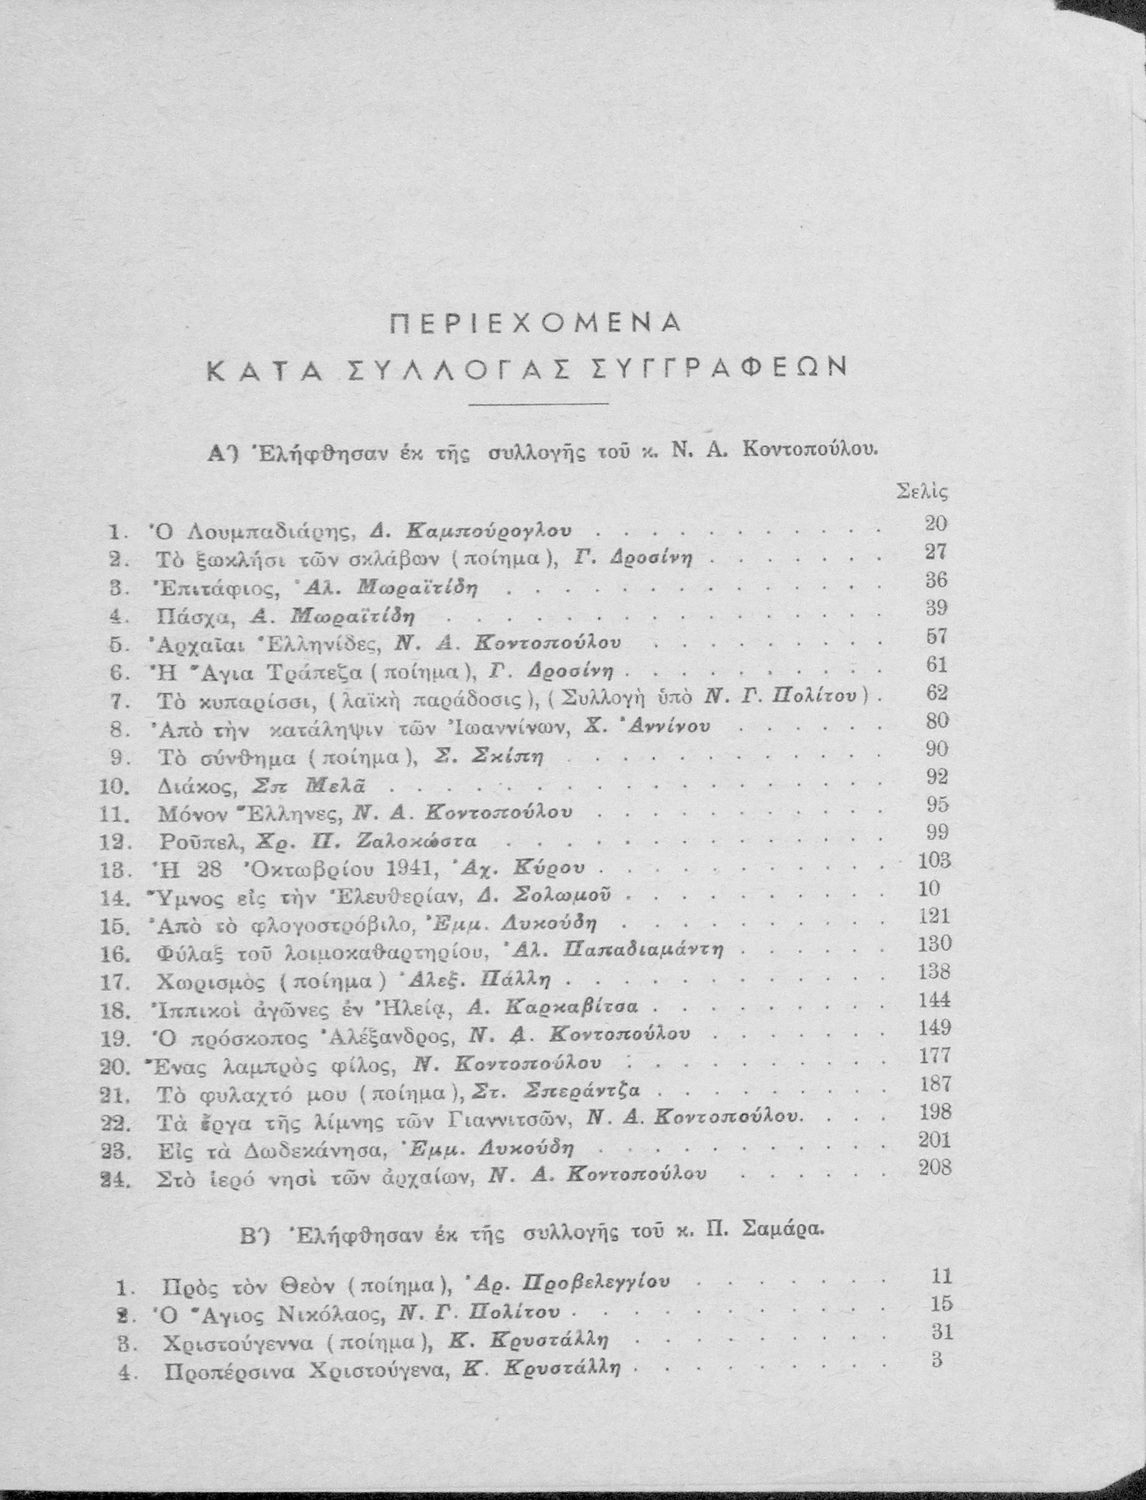 ΠΕΡΙΕΧΟΜΕΝΑ
ΚΑΤΑ ΣΥΛΛΟΓΑΣ ΣΥΓΓΡΑΦΕΩΝ
Α') Ἐλήφθησαν ἐκ τῆς συλλογῆς τοῦ κ. Ν. Α. Κοντοπούλου.
Σελὶς
1. Ὁ Λουμπαδιάρης, Δ. Καμπούρογλου . . . . . . . . . . . 20
2. Τὸ ξωκλήσι τῶν σκλάβων (ποίημα), Γ. Δροσίνη . . . . . . . 27
3. Ἐπιτάφιος, Ἀλ. Μωραϊτίδη . . . . . . . . . . . . . . 36
4. Πάσχα, Α. Μωραϊτίδη . . . . . . . . . . . . . . . . 39
5. Ἀρχαῖαι Ἑλληνίδες, Ν. Α. Κοντοπούλου . . . . . . . . . 57
6. Ἡ Ἅγια Τράπεζα (ποίημα), Γ. Δροσίνη . . . . . . . . . . 61
7. Τὸ κυπαρίσσι, (λαϊκὴ παράδοσις), (Συλλογὴ ὑπὸ Ν. Γ. Πολίτου) . 62
8. Ἀπὸ τὴν κατάληψιν τῶν Ἰωαννίνων, Χ. Ἀννίνου . . . . . . 80
9. Τὸ σύνθημα (ποίημα), Σ. Σκίπη . . . . . . . . . . . . 90
10. Διάκος, Σπ Μελᾶ . . . . . . . . . . . . . . . . . . 92
11. Μόνον Ἕλληνες, Ν. Α. Κοντοπούλου . . . . . . . . . . . 95
12. Ροῦπελ, Χρ. Π. Ζαλοκώστα . . . . . . . . . . . . . . 99
13. Ἡ 28 Ὀκτωβρίου 1941, Ἀχ. Κύρου . . . . . . . . . . . 103
14. Ὕμνος εἰς τὴν Ἐλευθερίαν, Δ. Σολωμοῦ . . . . . . . . . . 10
15. Ἀπὸ τὸ φλογοστρόβιλο, Ἐμμ. Λυκούδη . . . . . . . . . . 121
16. Φύλαξ τοῦ λοιμοκαθαρτηρίου, Ἀλ. Παπαδιαμάντη . . . . . . 130
17. Χωρισμὸς (ποίημα) Ἀλεξ. Πάλλη . . . . . . . . . . . . 138
18. Ἱππικοὶ ἀγῶνες ἐν Ἠλείᾳ, Α. Καρκαβίτσα . . . . . . . . . 144
19. Ὁ πρόσκοπος Ἀλέξανδρος, Ν. Α. Κοντοπούλου . . . . . . . 149
20. Ἕνας λαμπρὸς φίλος, Ν. Κοντοπούλου . . . . . . . . . . 177
21. Τὸ φυλαχτό μου (ποίημα), Στ. Σπεράντζα . . . . . . . . . 187
22. Τὰ ἔργα τῆς λίμνης τῶν Γιαννιτσῶν, Ν. Α. Κοντοπούλου. . . . 198
23. Εἰς τὰ Δωδεκάνησα, Ἐμμ. Λυκούδη . . . . . . . . . . . 201
24. Στὸ ἱερό νησὶ τῶν ἀρχαίων, Ν. Α. Κοντοπούλου . . . . . . 208
Β') Ἐλήφθησαν ἐκ τῆς συλλογῆς τοῦ κ. Π. Σαμάρα.
1. Πρὸς τὸν Θεὸν (ποίημα), Ἀρ. Προβελεγγίου . . . . . . . 11
2. Ὁ Ἅγιος Νικόλαος, Ν. Γ. Πολίτου . . . . . . . . . . . 15
3. Χριστούγεννα (ποίημα), Κ. Κρυστάλλη . . . . . . . . . 31
4. Προπέρσινα Χριστούγενα, Κ. Κρυστάλλη . . . . . . . . . 3